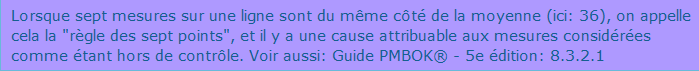 Lorsque sept mesures sur une ligne sont du même côté de la moyenne (ici: 36), on appelle
cela la "règle des sept points", et il y a une cause attribuable aux mesures considérées
comme étant hors de contrôle. Voir aussi: Guide PMBOK® - 5e édition: 8.3.2.1